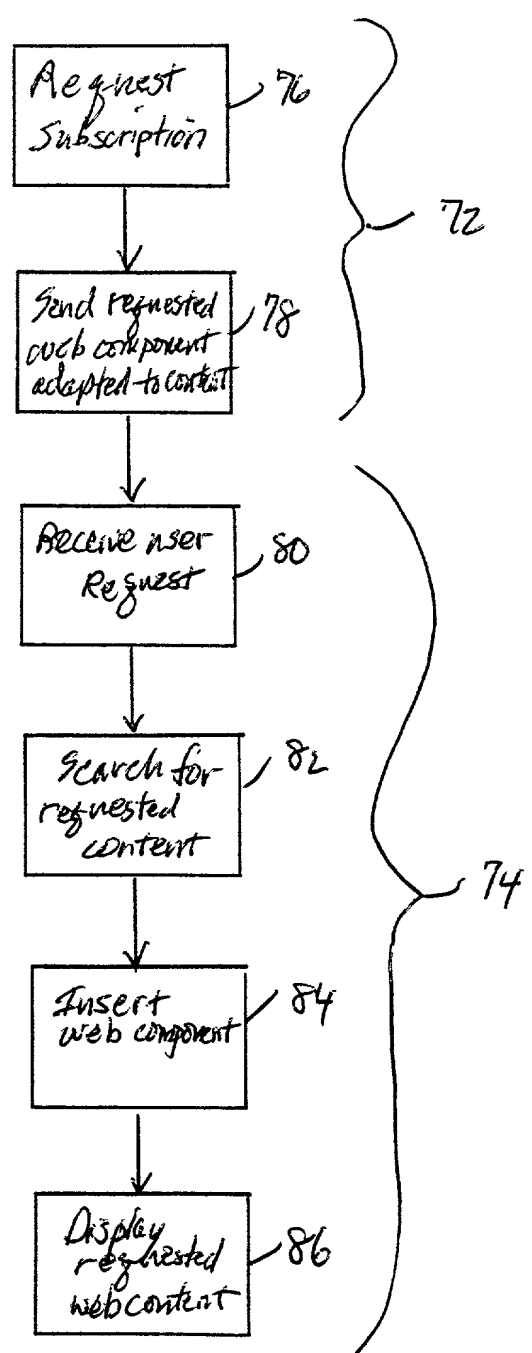 Request
Subscription
76
72
Send requested
web component
adapted to content
78
Receive user
Request
80
Search for
requested
content
82
74
Insert
web component
84
Display
requested
web content
86